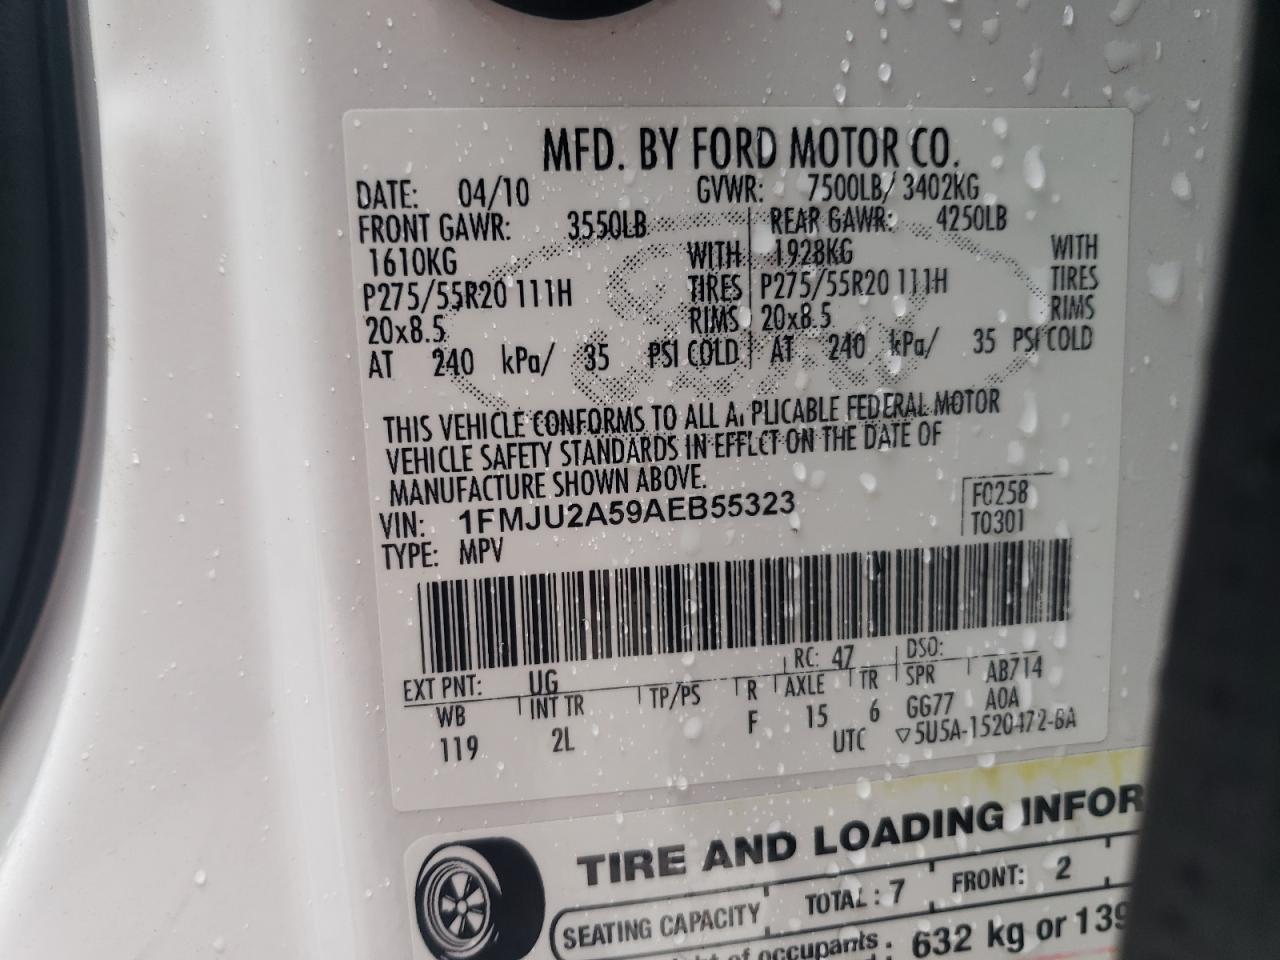 MFD. BY FORD MOTOR CO.
DATE: 04/10 GVWR: 7500LB/ 3402KG
FRONT GAWR: 3550LB REAR GAWR: 4250LB
1610KG WITH 1928KG WITH
P275/55R20 111H TIRES P275/55R20 111H TIRES
20x8.5 RIMS 20x8.5 RIMS
AT 240 kPa/ 35 PSI COLD AT 240 kPa/ 35 PSI COLD
THIS VEHICLE CONFORMS TO ALL APPLICABLE FEDERAL MOTOR
VEHICLE SAFETY STANDARDS IN EFFECT ON THE DATE OF
MANUFACTURE SHOWN ABOVE.
VIN: 1FMJU2A59AEB55323 F0258
TYPE: MPV T0301
EXT PNT: UG RC: 47 DSO:
WB INT TR TP/PS R AXLE TR SPR AB714
119 2L F 15 6 GG77 A0A
UTC ▽5U5A-1520472-BA
TIRE AND LOADING INFOR
SEATING CAPACITY TOTAL: 7 FRONT: 2
of occupants 632 kg or 139